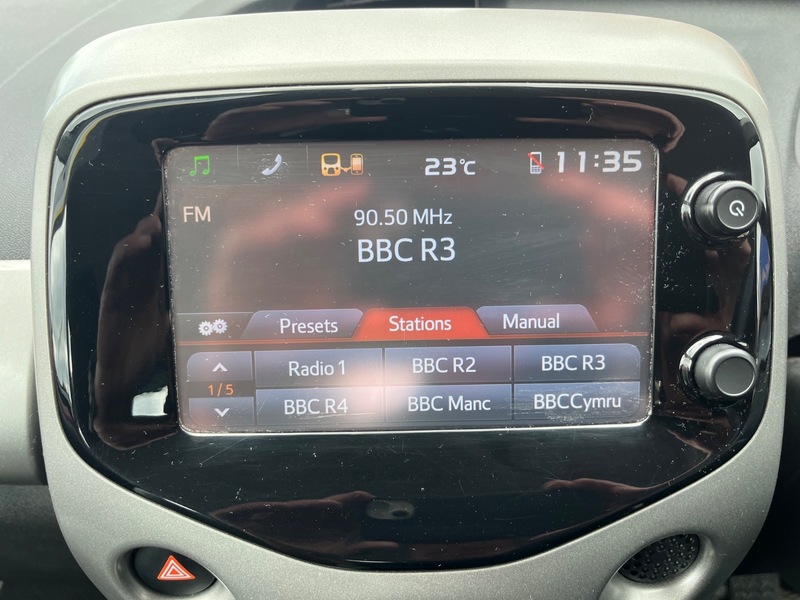 23°C 11:35
FM
90.50 MHz
BBC R3
Presets Stations Manual
Radio 1 BBC R2 BBC R3
1/5
BBC R4 BBC Manc BBCCymru